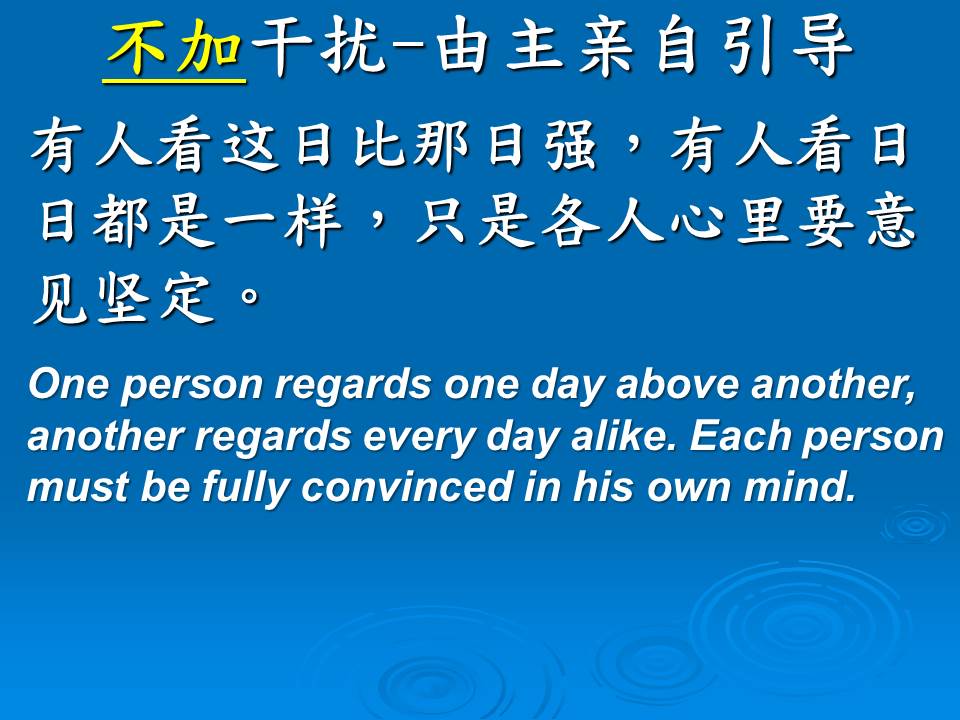 不加干扰-由主亲自引导
有人看这日比那日强，有人看日
日都是一样，只是各人心里要意
见坚定。
One person regards one day above another,
another regards every day alike. Each person
must be fully convinced in his own mind.